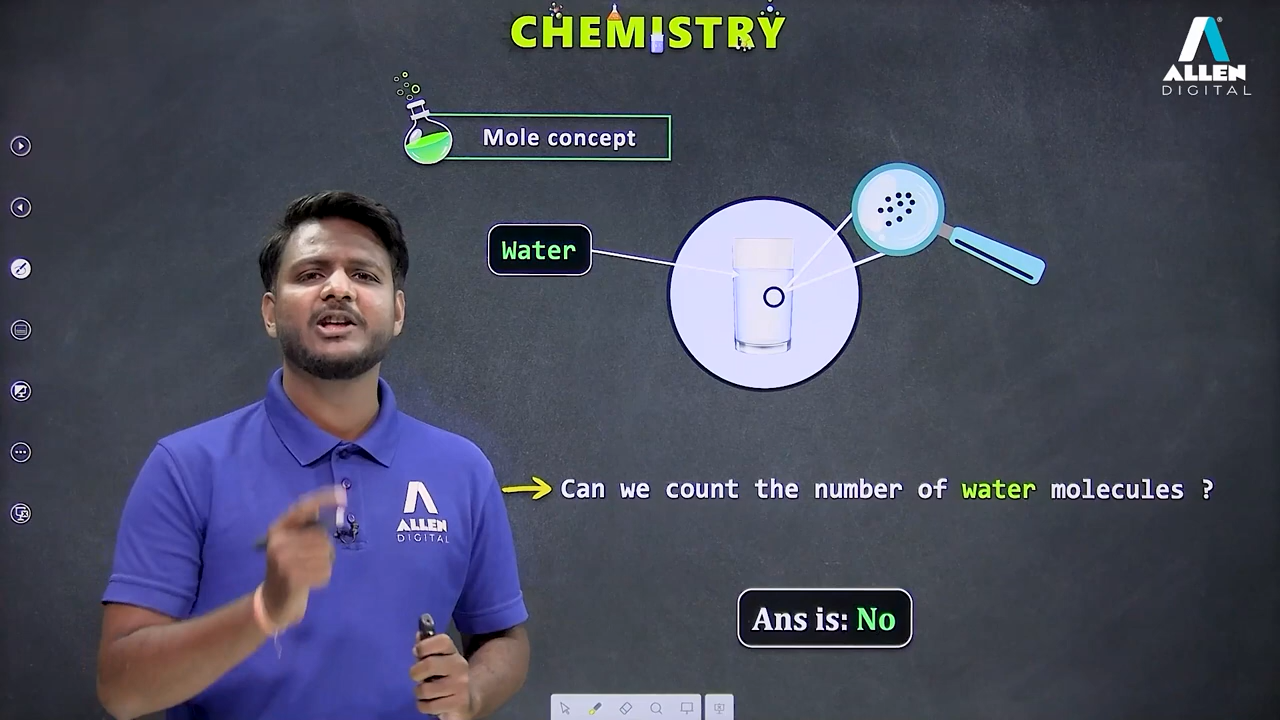 CHEMISTRY
ALLEN
DIGITAL
Mole concept
Water
Can we count the number of water molecules ?
ALLEN
DIGITAL
Ans is: No